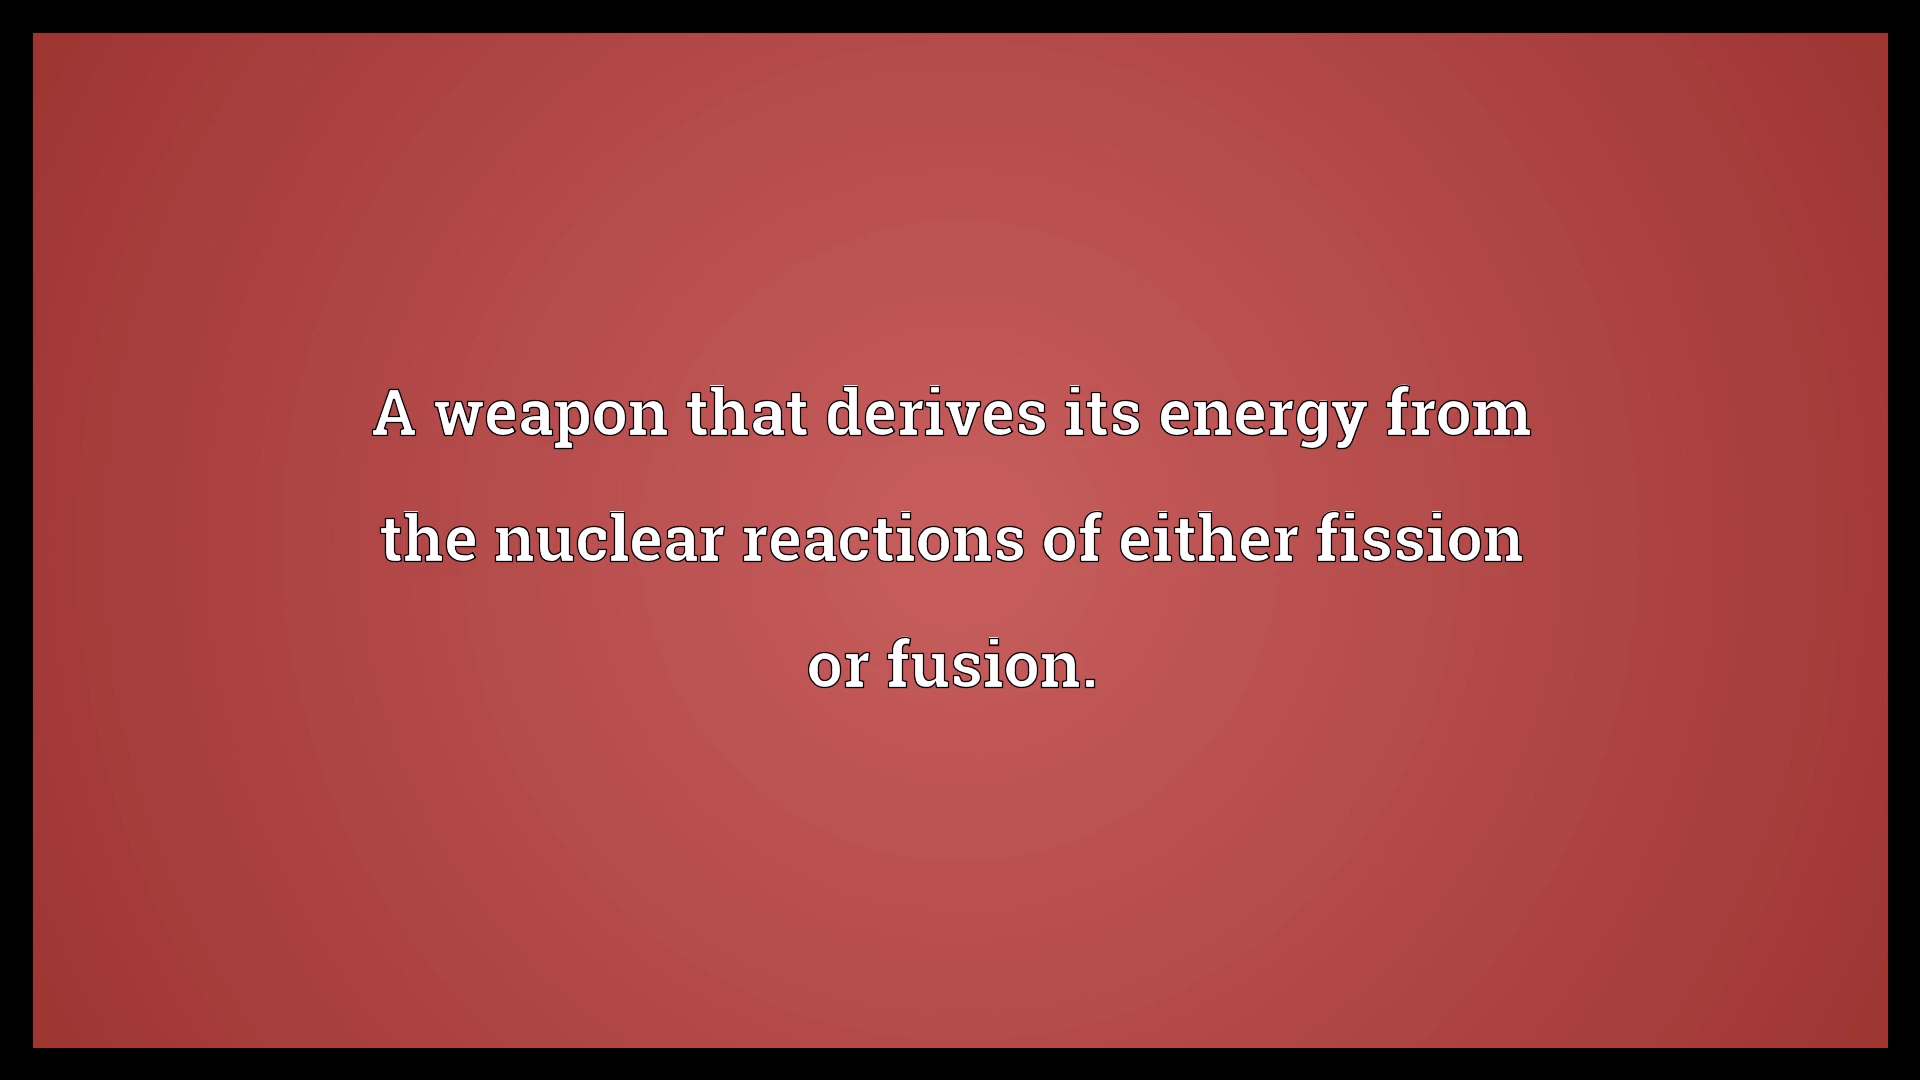 A weapon that derives its energy from
the nuclear reactions of either fission
or fusion.